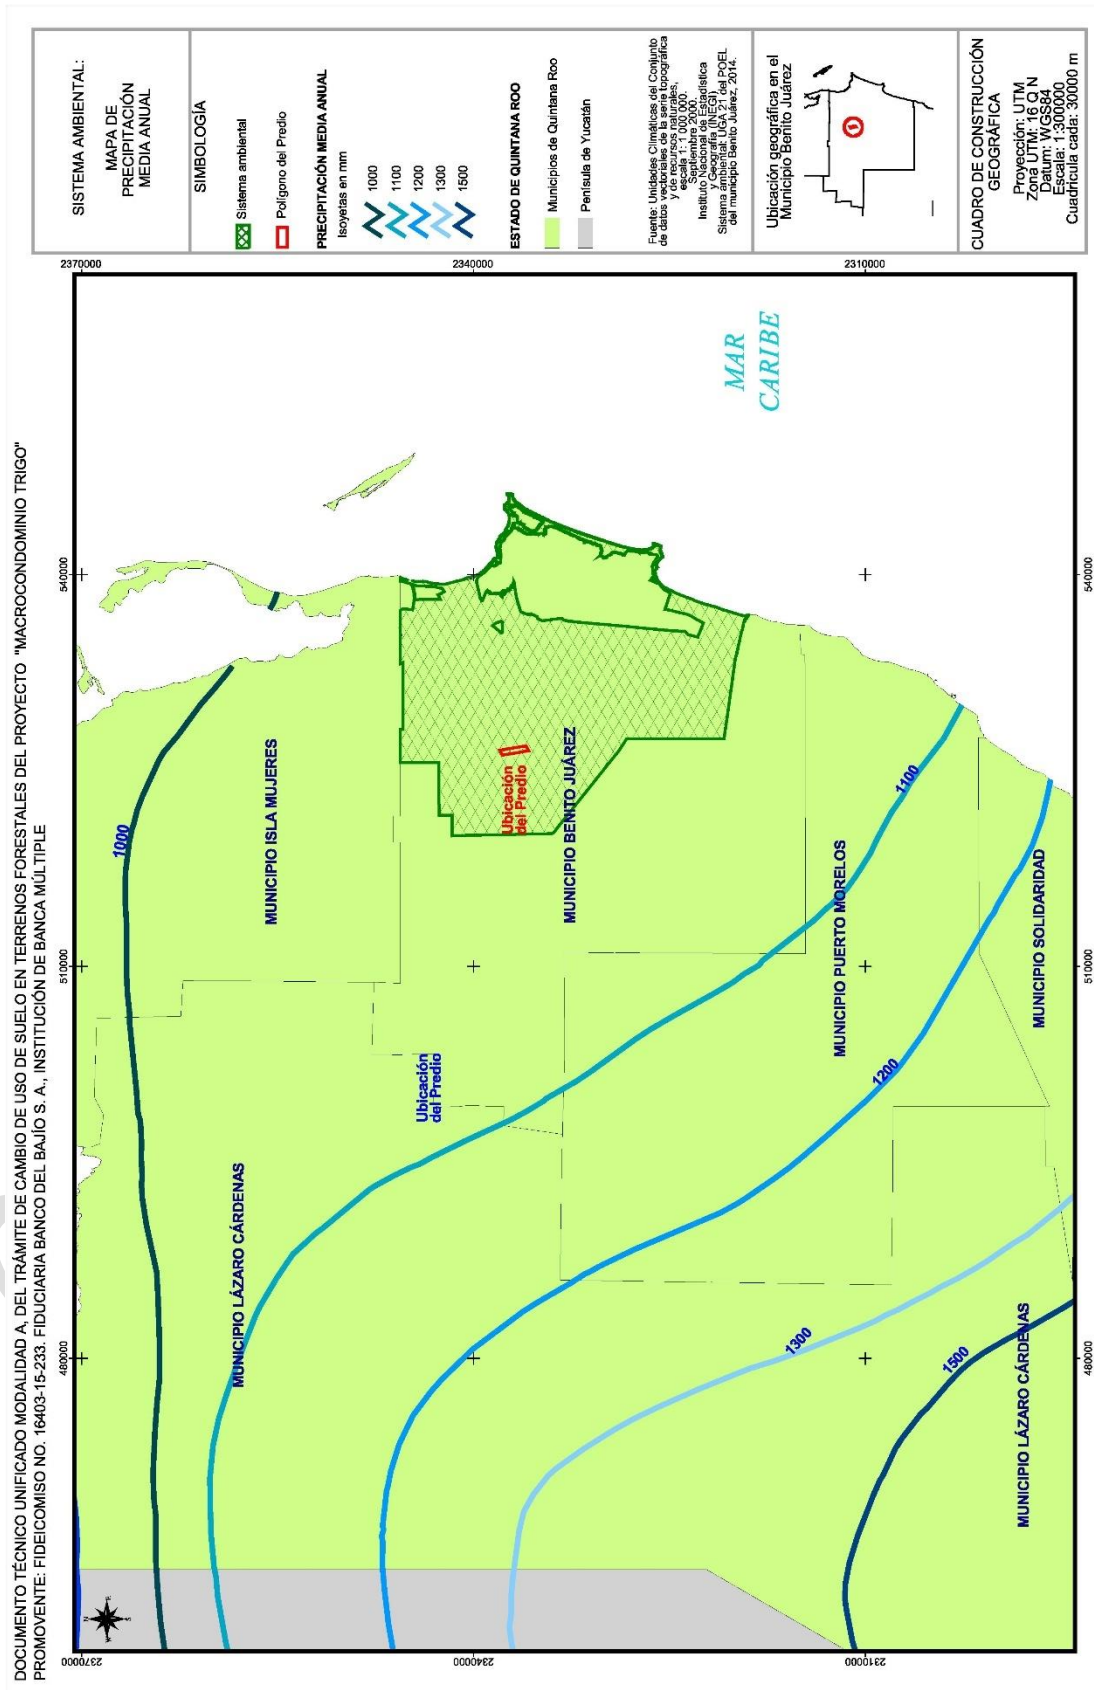 DOCUMENTO TÉCNICO UNIFICADO MODALIDAD A, DEL TRÁMITE DE CAMBIO DE USO DE SUELO EN TERRENOS FORESTALES DEL PROYECTO "MACROCONDOMINIO TRIGO"
PROMOVENTE: FIDEICOMISO NO. 16403-15-233. FIDUCIARIA BANCO DEL BAJÍO S. A., INSTITUCIÓN DE BANCA MÚLTIPLE
480000
510000
540000
2370000
2370000
N
E
S
W
1000
MUNICIPIO ISLA MUJERES
MUNICIPIO LÁZARO CÁRDENAS
Ubicación
del Predio
Ubicación
del Predio
2340000
2340000
MUNICIPIO BENITO JUÁREZ
MAR
CARIBE
1100
1300
MUNICIPIO PUERTO MORELOS
1200
2310000
2310000
1500
MUNICIPIO LÁZARO CÁRDENAS
MUNICIPIO SOLIDARIDAD
480000
510000
540000
SISTEMA AMBIENTAL:
MAPA DE
PRECIPITACIÓN
MEDIA ANUAL
SIMBOLOGÍA
Sistema ambiental
Polígono del Predio
PRECIPITACIÓN MEDIA ANUAL
Isoyetas en mm
1000
1100
1200
1300
1500
ESTADO DE QUINTANA ROO
Municipios de Quintana Roo
Península de Yucatán
Fuente: Unidades Climáticas del Conjunto
de datos vectoriales de la serie topográfica
y de recursos naturales,
escala 1: 1 000 000.
Septiembre 2000.
Instituto Nacional de Estadística
y Geografía (INEGI)
Sistema ambiental: UGA 21 del POEL
del municipio Benito Juárez, 2014.
Ubicación geográfica en el
Municipio Benito Juárez
CUADRO DE CONSTRUCCIÓN
GEOGRÁFICA
Proyección: UTM
Zona UTM: 16 Q N
Datum: WGS84
Escala: 1:300000
Cuadrícula cada: 30000 m